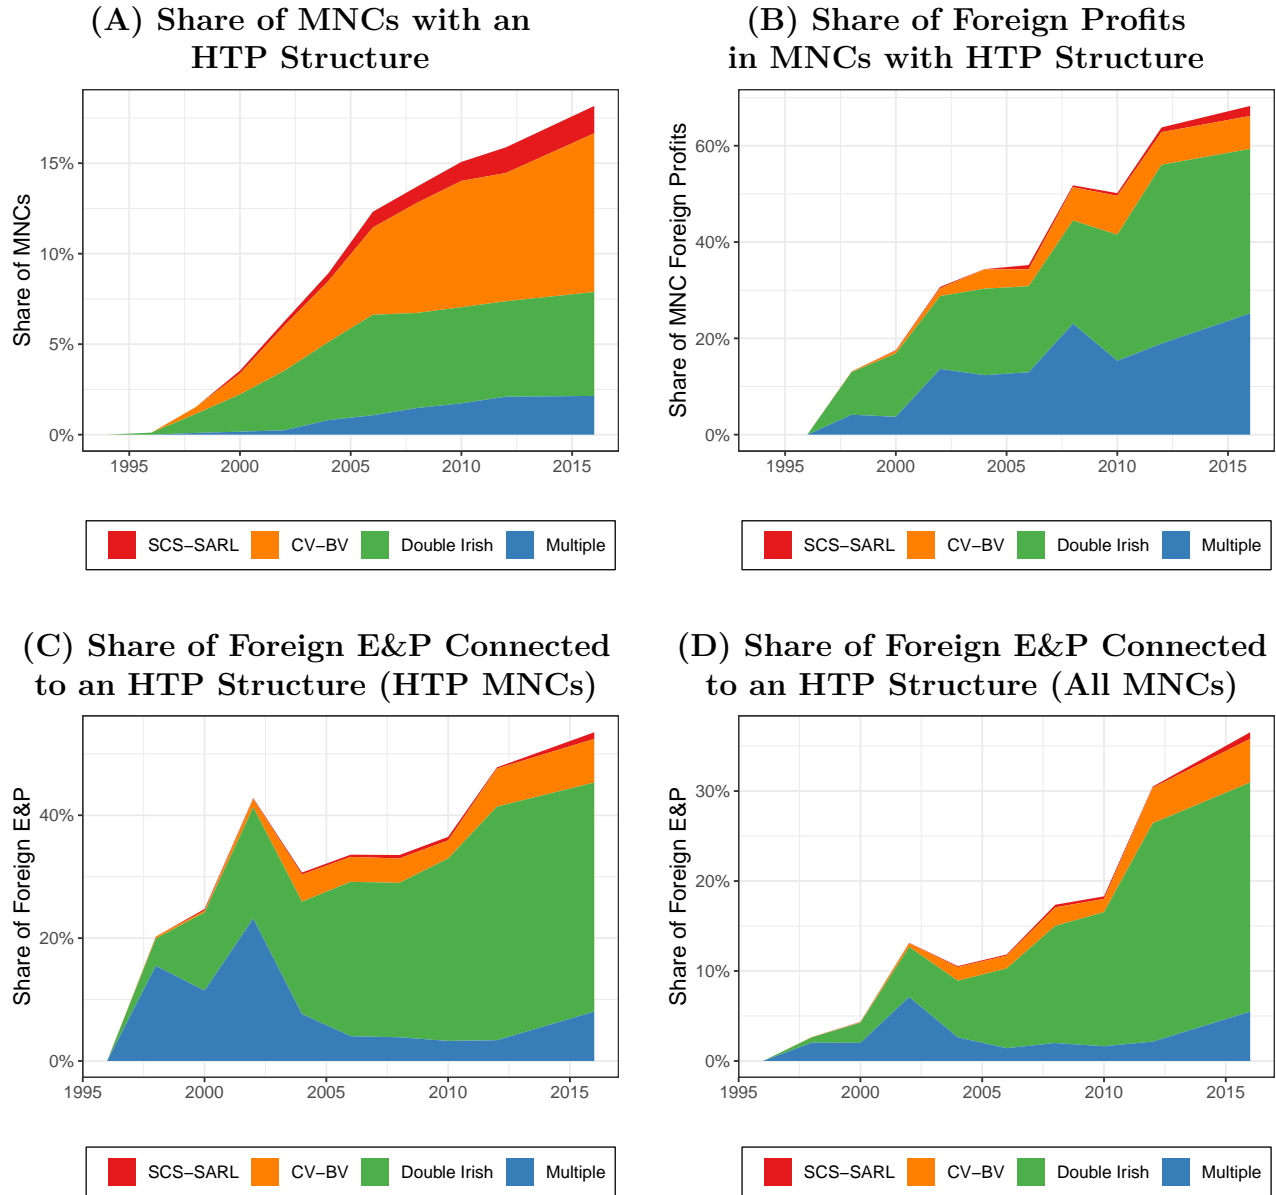 (A) Share of MNCs with an
HTP Structure
Share of MNCs
15%
10%
5%
0%
1995 2000 2005 2010 2015
SCS−SARL CV−BV Double Irish Multiple
(B) Share of Foreign Profits
in MNCs with HTP Structure
Share of MNC Foreign Profits
60%
40%
20%
0%
1995 2000 2005 2010 2015
SCS−SARL CV−BV Double Irish Multiple
(C) Share of Foreign E&P Connected
to an HTP Structure (HTP MNCs)
Share of Foreign E&P
40%
20%
0%
1995 2000 2005 2010 2015
SCS−SARL CV−BV Double Irish Multiple
(D) Share of Foreign E&P Connected
to an HTP Structure (All MNCs)
Share of Foreign E&P
30%
20%
10%
0%
1995 2000 2005 2010 2015
SCS−SARL CV−BV Double Irish Multiple